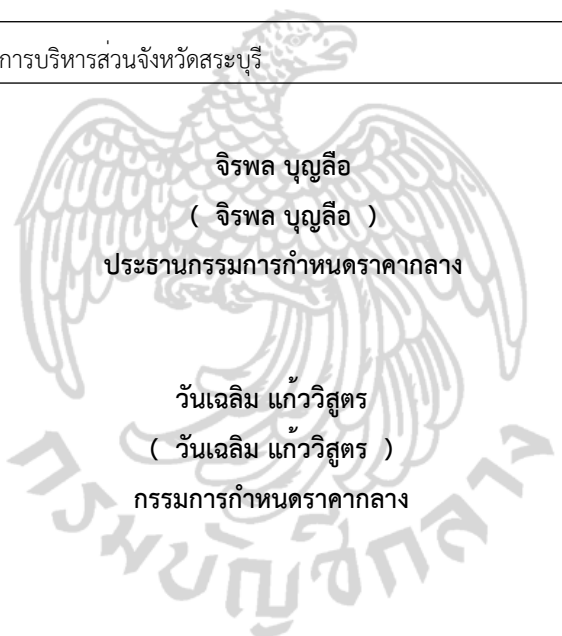 การบริหารส่วนจังหวัดสระบุรี
จิรพล บุญลือ
( จิรพล บุญลือ )
ประธานกรรมการกำหนดราคากลาง
วันเฉลิม แก้ววิสูตร
( วันเฉลิม แก้ววิสูตร )
กรรมการกำหนดราคากลาง
กรมบัญชีกลาง